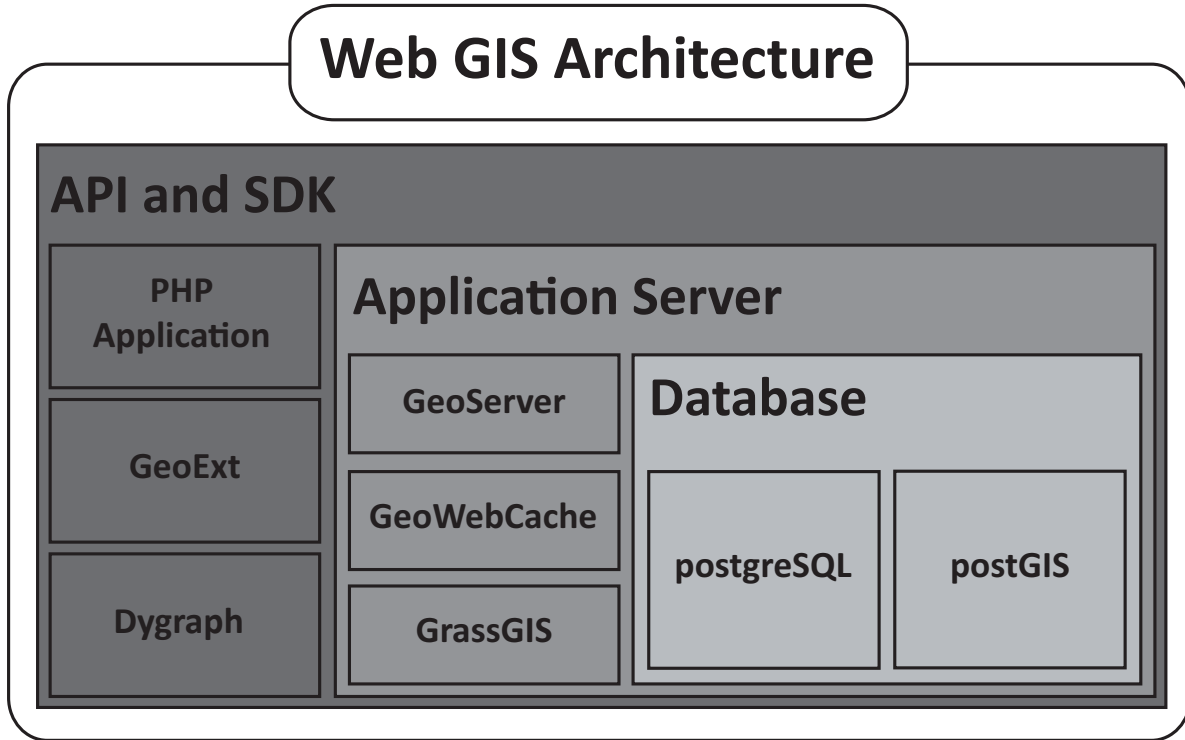 Web GIS Architecture
API and SDK
PHP
Application
GeoExt
Dygraph
Application Server
GeoServer
GeoWebCache
GrassGIS
Database
postgreSQL
postGIS